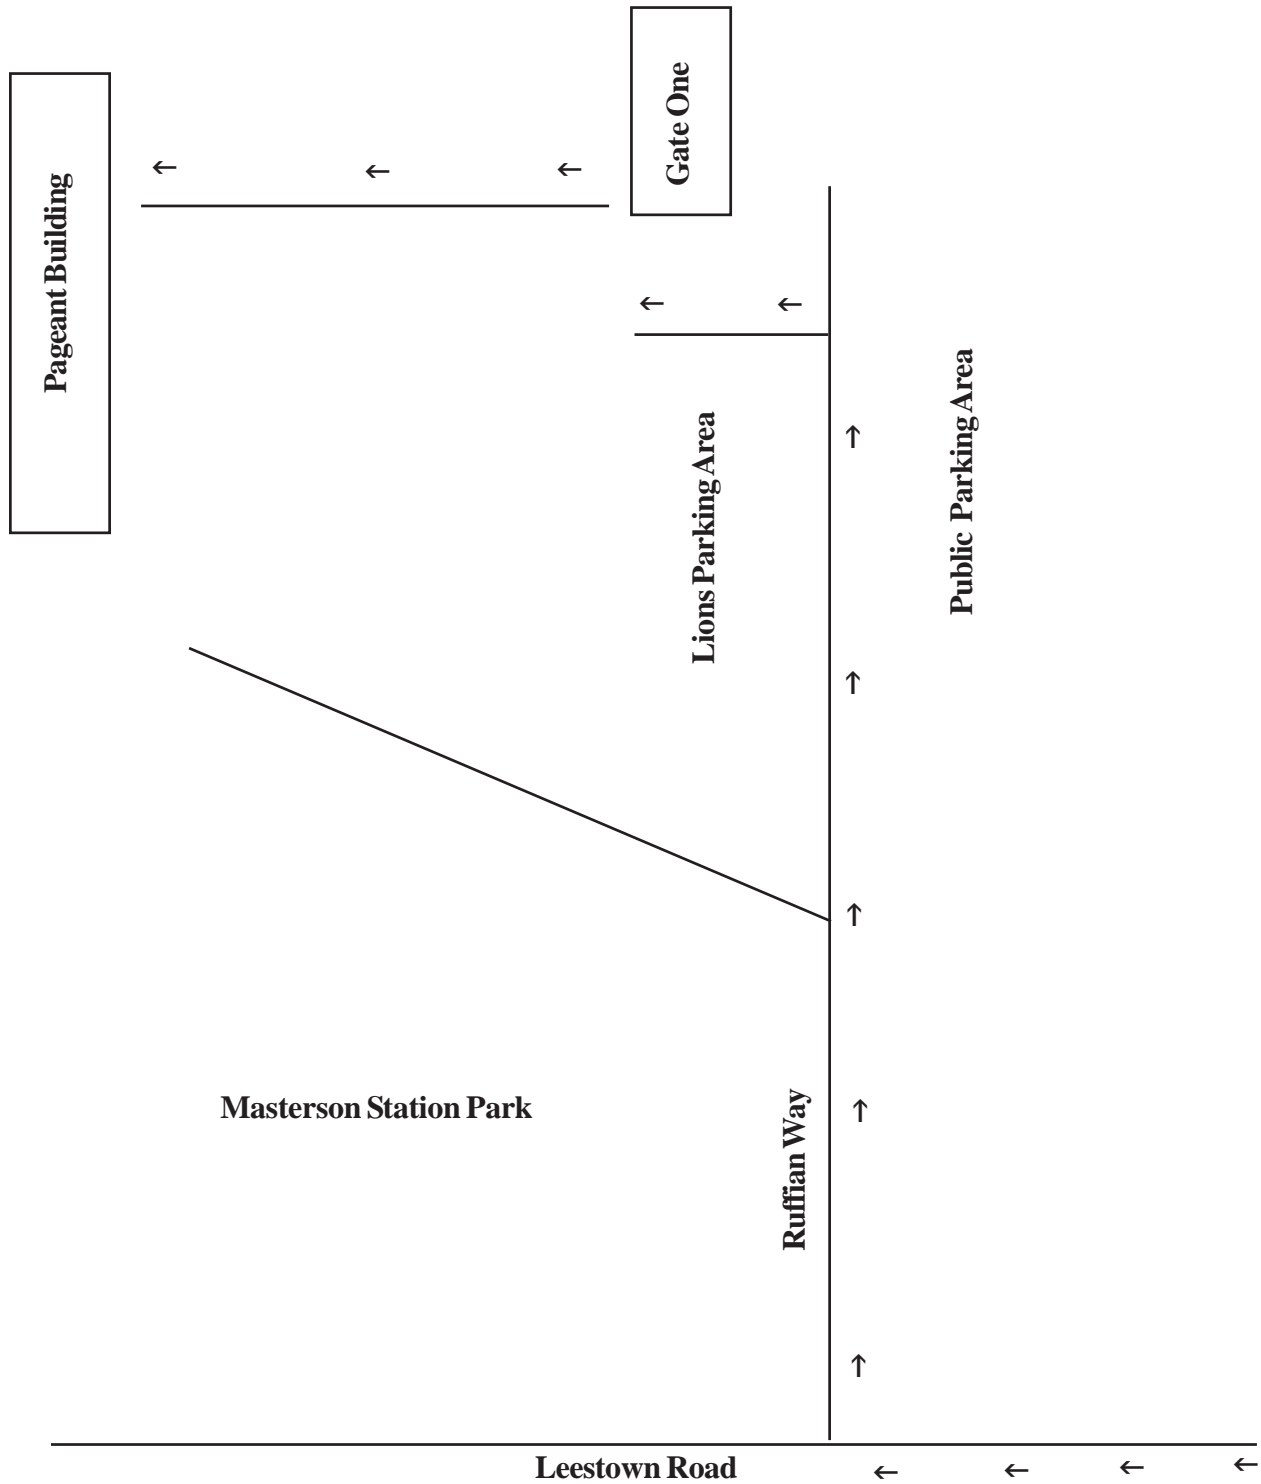 Gate One
Pageant Building
Lions Parking Area
Public Parking Area
Masterson Station Park
Ruffian Way
Leestown Road